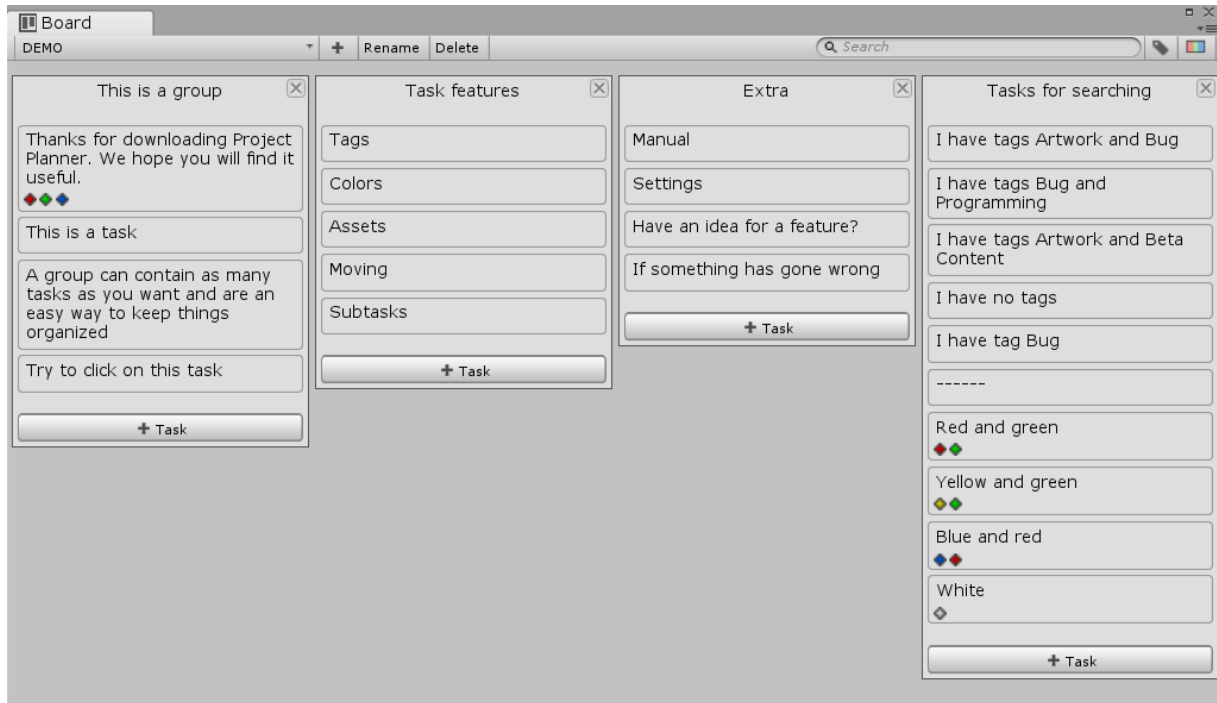 Board
DEMO
Rename
Delete
Search
This is a group
Thanks for downloading Project
Planner. We hope you will find it
useful.
This is a task
A group can contain as many
tasks as you want and are an
easy way to keep things
organized
Try to click on this task
+ Task
Task features
Tags
Colors
Assets
Moving
Subtasks
+ Task
Extra
Manual
Settings
Have an idea for a feature?
If something has gone wrong
+ Task
Tasks for searching
I have tags Artwork and Bug
I have tags Bug and
Programming
I have tags Artwork and Beta
Content
I have no tags
I have tag Bug
------
Red and green
Yellow and green
Blue and red
White
+ Task